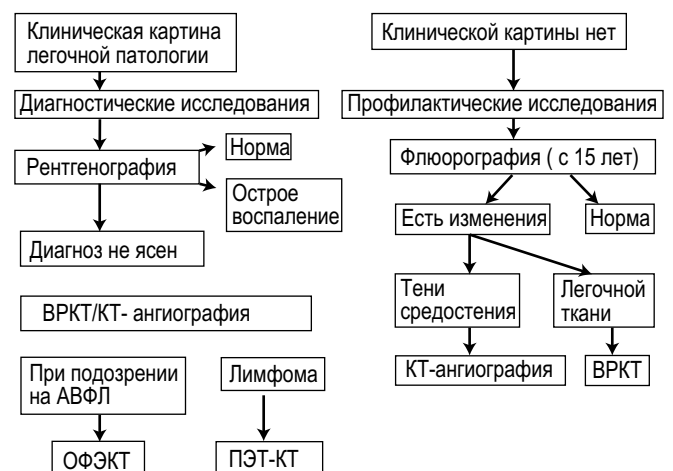 Клиническая картина
легочной патологии
Диагностические исследования
Рентгенография
Норма
Острое
воспаление
Диагноз не ясен
ВРКТ/КТ- ангиография
При подозрении
на АВФЛ
ОФЭКТ
Лимфома
ПЭТ-КТ
Клинической картины нет
Профилактические исследования
Флюорография ( с 15 лет)
Есть изменения
Норма
Тени
средостения
Легочной
ткани
КТ-ангиография
ВРКТ